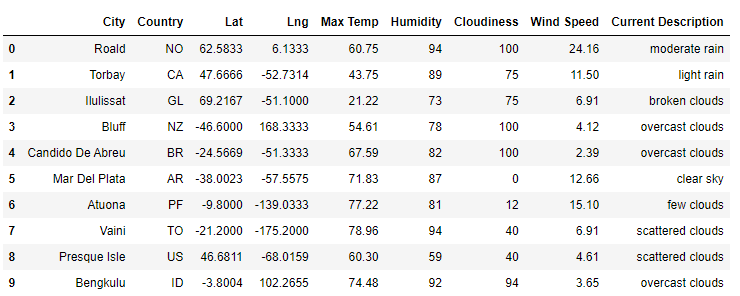 City Country Lat Lng Max Temp Humidity Cloudiness Wind Speed Current Description
0 Roald NO 62.5833 6.1333 60.75 94 100 24.16 moderate rain
1 Torbay CA 47.6666 -52.7314 43.75 89 75 11.50 light rain
2 Ilulissat GL 69.2167 -51.1000 21.22 73 75 6.91 broken clouds
3 Bluff NZ -46.6000 168.3333 54.61 78 100 4.12 overcast clouds
4 Candido De Abreu BR -24.5669 -51.3333 67.59 82 100 2.39 overcast clouds
5 Mar Del Plata AR -38.0023 -57.5575 71.83 87 0 12.66 clear sky
6 Atuona PF -9.8000 -139.0333 77.22 81 12 15.10 few clouds
7 Vaini TO -21.2000 -175.2000 78.96 94 40 6.91 scattered clouds
8 Presque Isle US 46.6811 -68.0159 60.30 59 40 4.61 scattered clouds
9 Bengkulu ID -3.8004 102.2655 74.48 92 94 3.65 overcast clouds